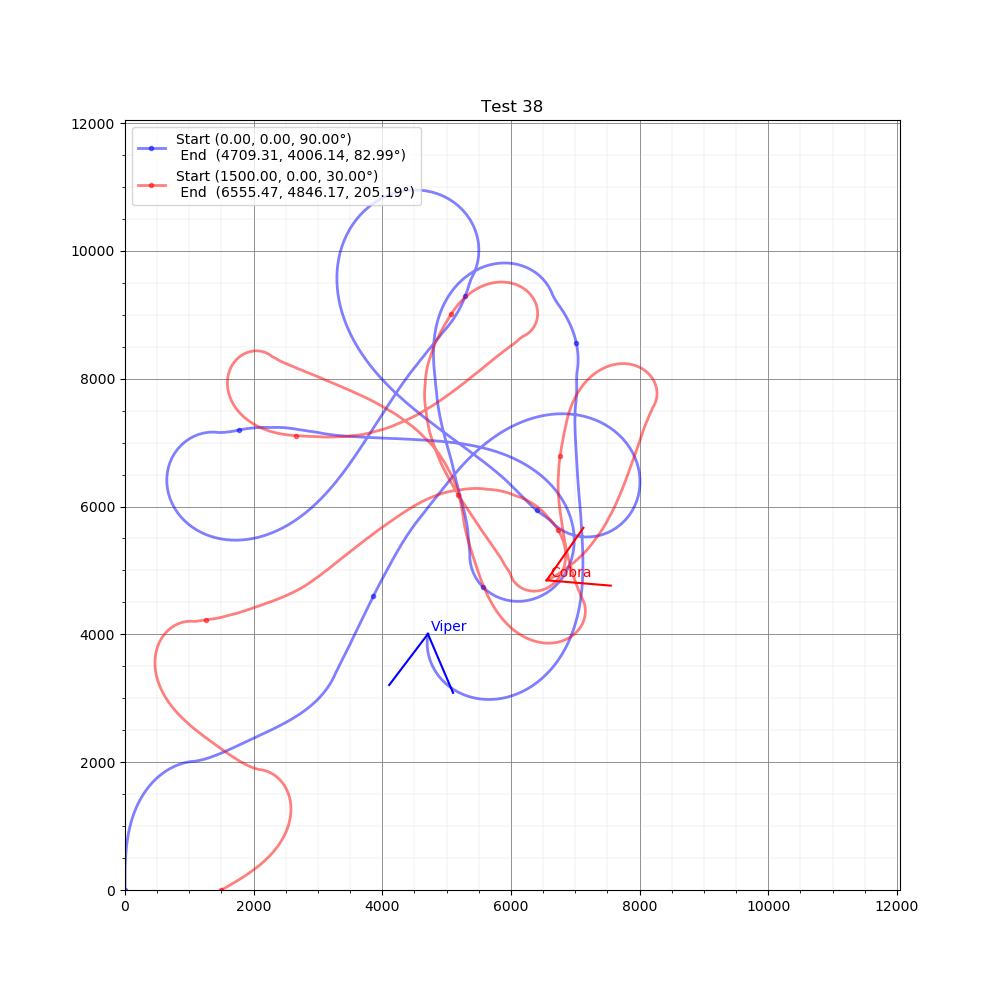 Test 38
Start (0.00, 0.00, 90.00°)
End (4709.31, 4006.14, 82.99°)
Start (1500.00, 0.00, 30.00°)
End (6555.47, 4846.17, 205.19°)
12000
10000
8000
6000
4000
2000
0
Cobra
Viper
0 2000 4000 6000 8000 10000 12000